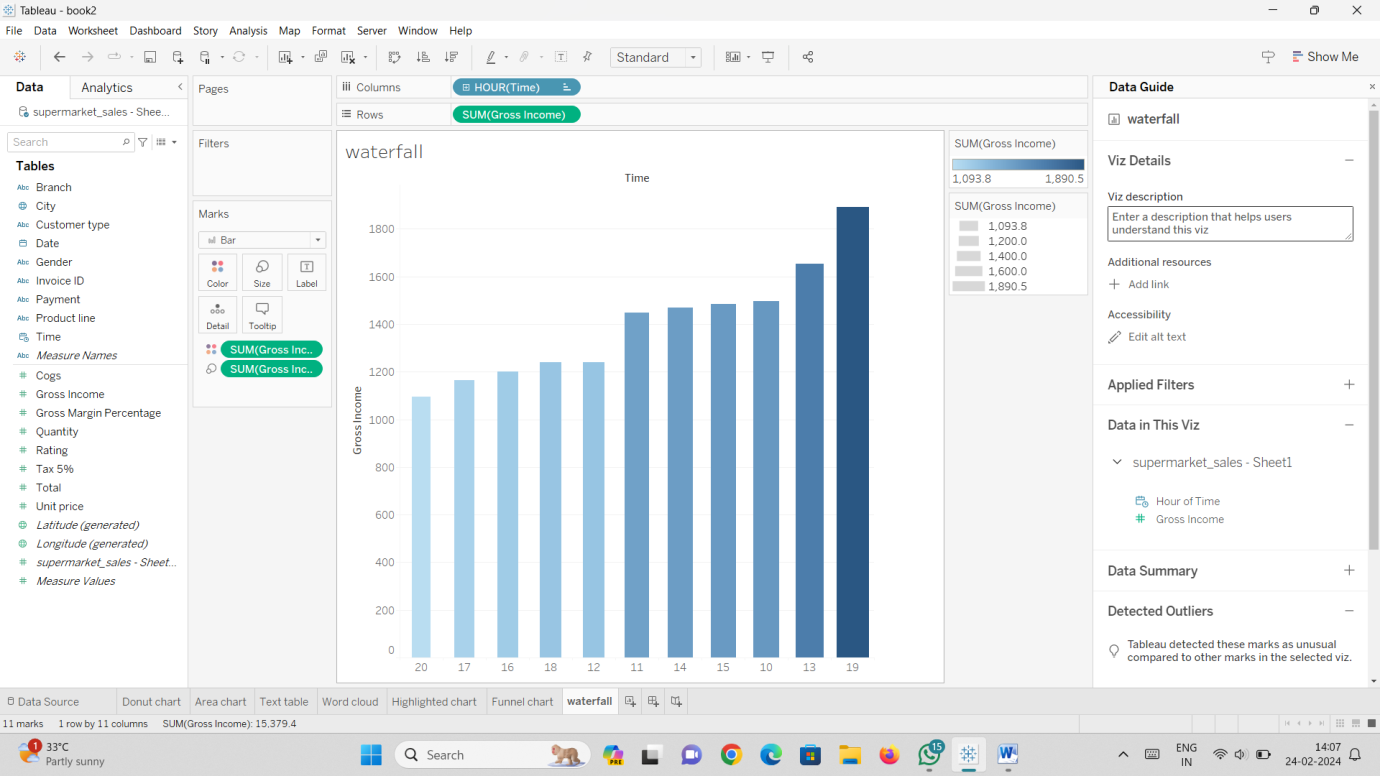 Tableau - book2
File Data Worksheet Dashboard Story Analysis Map Format Server Window Help
Standard
Show Me
Data Analytics
supermarket_sales - Shee...
Search
Tables
Abc Branch
City
Abc Customer type
Date
Abc Gender
Abc Invoice ID
Abc Payment
Abc Product line
Time
Abc Measure Names
# Cogs
# Gross Income
# Gross Margin Percentage
# Quantity
# Rating
# Tax 5%
# Total
# Unit price
Latitude (generated)
Longitude (generated)
# supermarket_sales - Sheet...
# Measure Values
Pages
Filters
Marks
Bar
Color Size Label
Detail Tooltip
SUM(Gross Inc..
SUM(Gross Inc..
Columns HOUR(Time)
Rows SUM(Gross Income)
waterfall
Time
Gross Income
1800
1600
1400
1200
1000
800
600
400
200
0
20 17 16 18 12 11 14 15 10 13 19
SUM(Gross Income)
1,093.8 1,890.5
SUM(Gross Income)
1,093.8
1,200.0
1,400.0
1,600.0
1,890.5
Data Guide
waterfall
Viz Details
Viz description
Enter a description that helps users
understand this viz
Additional resources
Add link
Accessibility
Edit alt text
Applied Filters
Data in This Viz
supermarket_sales - Sheet1
Hour of Time
# Gross Income
Data Summary
Detected Outliers
Tableau detected these marks as unusual
compared to other marks in the selected viz.
Data Source Donut chart Area chart Text table Word cloud Highlighted chart Funnel chart waterfall
11 marks 1 row by 11 columns SUM(Gross Income): 15,379.4
1
33°C
Partly sunny
Search
PRE
15
W
ENG
IN
14:07
24-02-2024